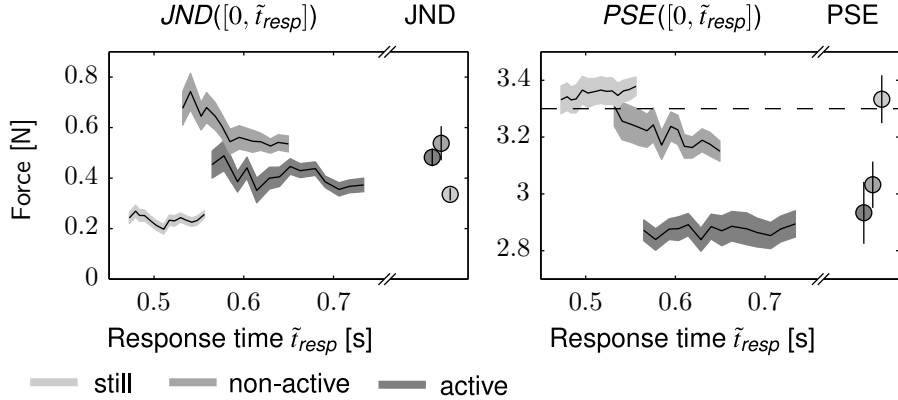 JND([0, t̃resp]) JND PSE([0, t̃resp]) PSE
Force [N]
0.8
0.6
0.4
0.2
0
3.4
3.2
3
2.8
0.5 0.6 0.7 0.5 0.6 0.7
Response time t̃resp [s] Response time t̃resp [s]
still non-active active